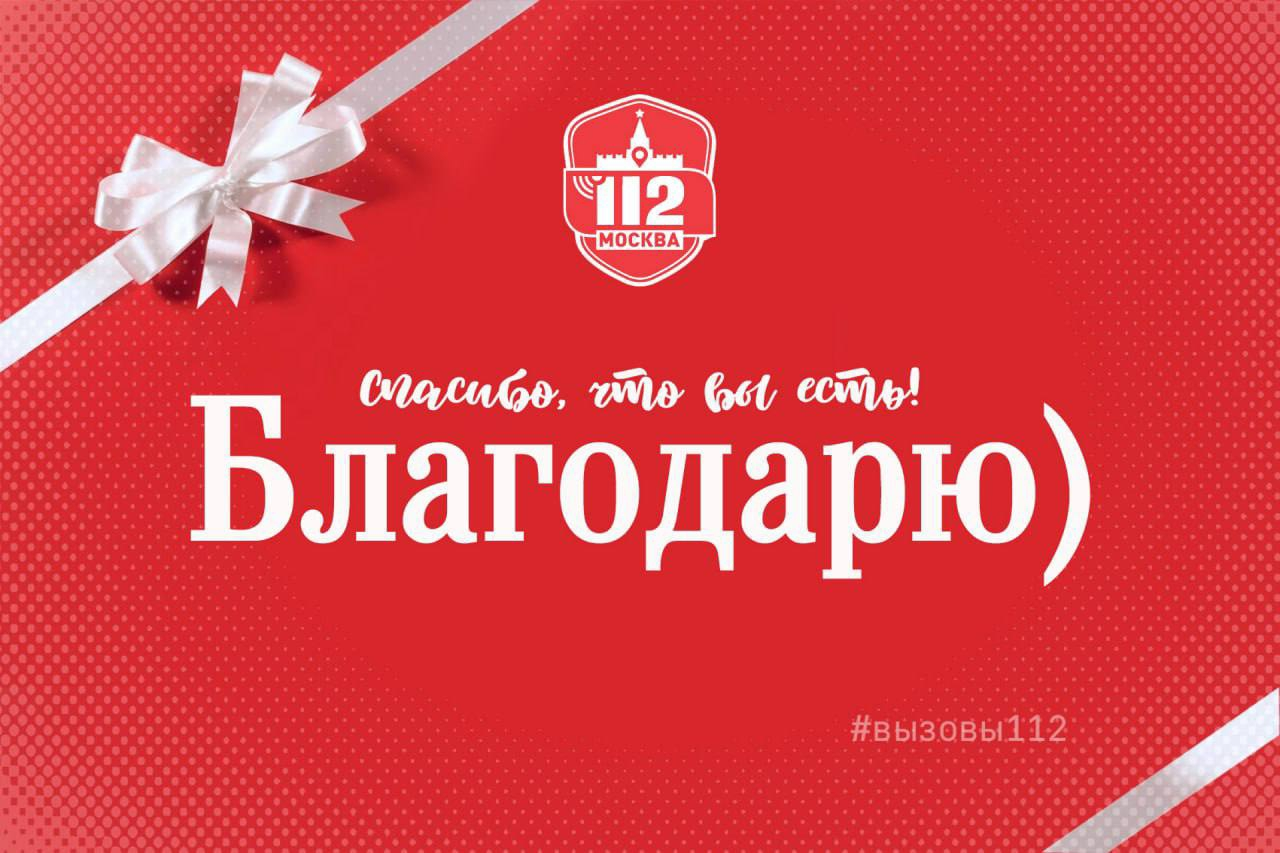 112
МОСКВА
спасибо, что вы есть!
Благодарю)
#вызовы112